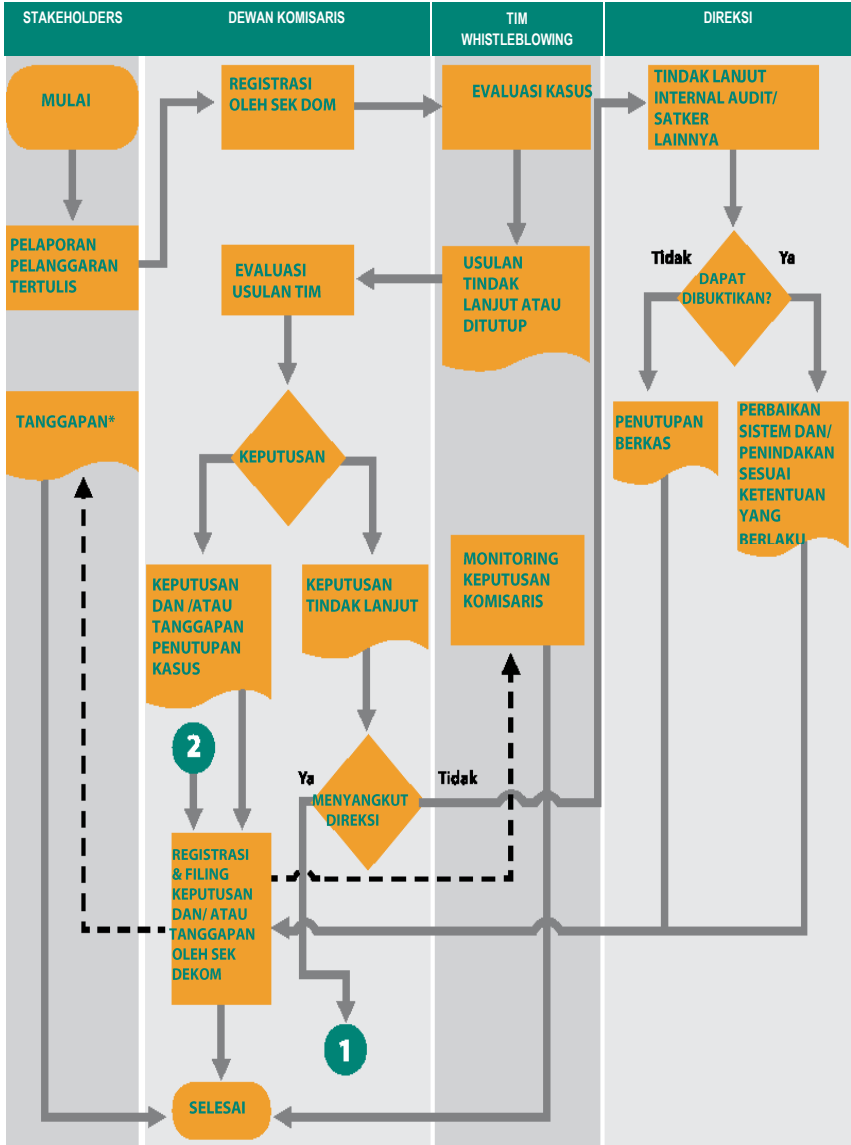 STAKEHOLDERS
DEWAN KOMISARIS
TIM
WHISTLEBLOWING
DIREKSI
MULAI
REGISTRASI
OLEH SEK DOM
EVALUASI KASUS
TINDAK LANJUT
INTERNAL AUDIT/
SATKER
LAINNYA
PELAPORAN
PELANGGARAN
TERTULIS
EVALUASI
USULAN TIM
USULAN
TINDAK
LANJUT ATAU
DITUTUP
Tidak
Ya
DAPAT
DIBUKTIKAN?
TANGGAPAN*
KEPUTUSAN
PENUTUPAN
BERKAS
PERBAIKAN
SISTEM DAN/
PENINDAKAN
SESUAI
KETENTUAN
YANG
BERLAKU
KEPUTUSAN
DAN /ATAU
TANGGAPAN
PENUTUPAN
KASUS
KEPUTUSAN
TINDAK LANJUT
MONITORING
KEPUTUSAN
KOMISARIS
2
Ya
Tidak
MENYANGKUT
DIREKSI
REGISTRASI
& FILING
KEPUTUSAN
DAN/ ATAU
TANGGAPAN
OLEH SEK
DEKOM
1
SELESAI